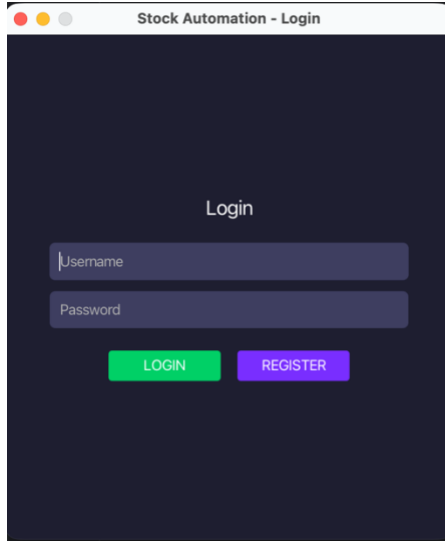 Stock Automation - Login
Login
Username
Password
LOGIN REGISTER